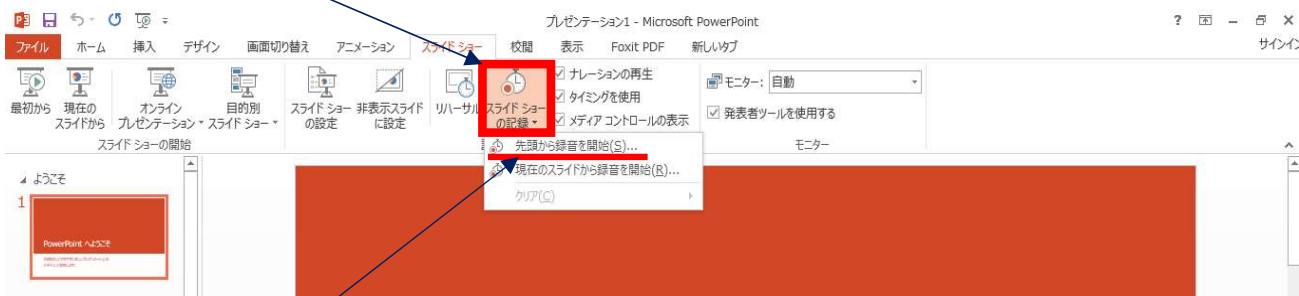 プレゼンテーション1 - Microsoft PowerPoint
ファイル ホーム 挿入 デザイン 画面切り替え アニメーション スライド ショー 校閲 表示 Foxit PDF 新しいタブ サインイン
最初から
現在の
スライドから
オンライン
プレゼンテーション
目的別
スライド ショー
スライド ショー
の設定
非表示スライド
に設定
リハーサル
スライド ショー
の記録
ナレーションの再生
タイミングを使用
メディア コントロールの表示
モニター: 自動
発表者ツールを使用する
スライド ショーの開始
モニター
先頭から録音を開始(S)...
現在のスライドから録音を開始(R)...
クリア(C)
ようこそ
1
PowerPoint へようこそ